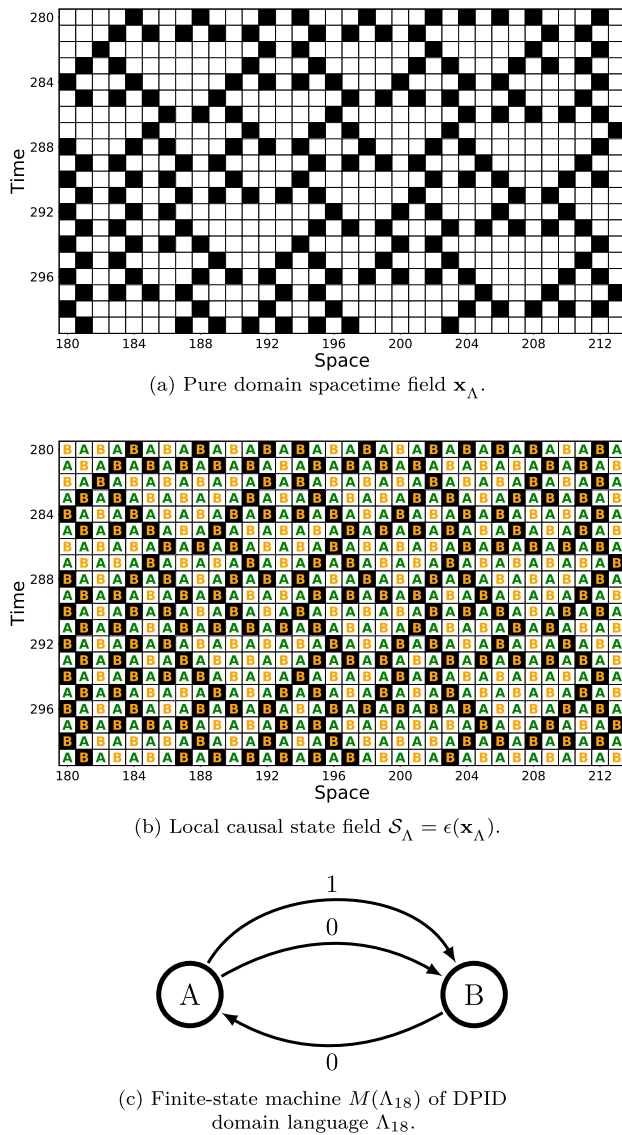 280
284
288
292
296
Time
180 184 188 192 196 200 204 208 212
Space
(a) Pure domain spacetime field x_Λ.
280 B A B A B A B A B A B A B A B A B A B A B A B A B A B A B A B A B A
A B A B A B A B A B A B A B A B A B A B A B A B A B A B A B A B A B
B A B A B A B A B A B A B A B A B A B A B A B A B A B A B A B A B A
A B A B A B A B A B A B A B A B A B A B A B A B A B A B A B A B A B
284 B A B A B A B A B A B A B A B A B A B A B A B A B A B A B A B A B A
A B A B A B A B A B A B A B A B A B A B A B A B A B A B A B A B A B
B A B A B A B A B A B A B A B A B A B A B A B A B A B A B A B A B A
A B A B A B A B A B A B A B A B A B A B A B A B A B A B A B A B A B
288 B A B A B A B A B A B A B A B A B A B A B A B A B A B A B A B A B A
A B A B A B A B A B A B A B A B A B A B A B A B A B A B A B A B A B
B A B A B A B A B A B A B A B A B A B A B A B A B A B A B A B A B A
A B A B A B A B A B A B A B A B A B A B A B A B A B A B A B A B A B
292 B A B A B A B A B A B A B A B A B A B A B A B A B A B A B A B A B A
A B A B A B A B A B A B A B A B A B A B A B A B A B A B A B A B A B
B A B A B A B A B A B A B A B A B A B A B A B A B A B A B A B A B A
A B A B A B A B A B A B A B A B A B A B A B A B A B A B A B A B A B
296 B A B A B A B A B A B A B A B A B A B A B A B A B A B A B A B A B A
A B A B A B A B A B A B A B A B A B A B A B A B A B A B A B A B A B
B A B A B A B A B A B A B A B A B A B A B A B A B A B A B A B A B A
A B A B A B A B A B A B A B A B A B A B A B A B A B A B A B A B A B
Time
180 184 188 192 196 200 204 208 212
Space
(b) Local causal state field S_Λ = ϵ(x_Λ).
1
0
A B
0
(c) Finite-state machine M(Λ₁₈) of DPID
domain language Λ₁₈.